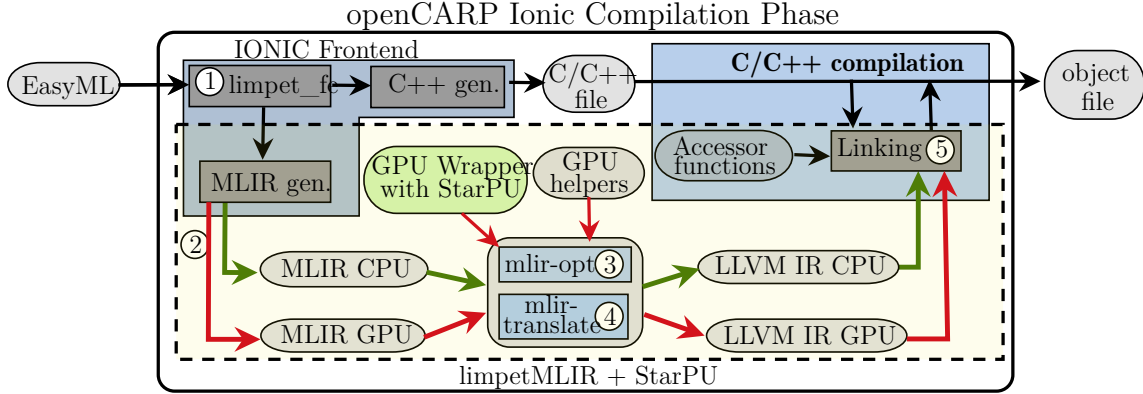 openCARP Ionic Compilation Phase
IONIC Frontend
EasyML
1
limpet_fe
C++ gen.
C/C++
file
C/C++ compilation
object
file
MLIR gen.
GPU Wrapper
with StarPU
GPU
helpers
Accessor
functions
Linking
5
2
MLIR CPU
mlir-opt
3
LLVM IR CPU
MLIR GPU
mlir-
translate
4
LLVM IR GPU
limpetMLIR + StarPU